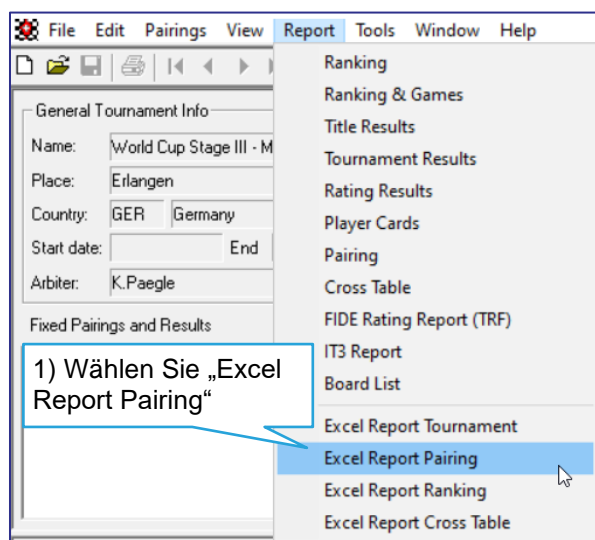 File Edit Pairings View Report Tools Window Help
General Tournament Info
Name: World Cup Stage III - M
Place: Erlangen
Country: GER Germany
Start date: End
Arbiter: K.Paegle
Fixed Pairings and Results
1) Wählen Sie „Excel
Report Pairing“
Ranking
Ranking & Games
Title Results
Tournament Results
Rating Results
Player Cards
Pairing
Cross Table
FIDE Rating Report (TRF)
IT3 Report
Board List
Excel Report Tournament
Excel Report Pairing
Excel Report Ranking
Excel Report Cross Table